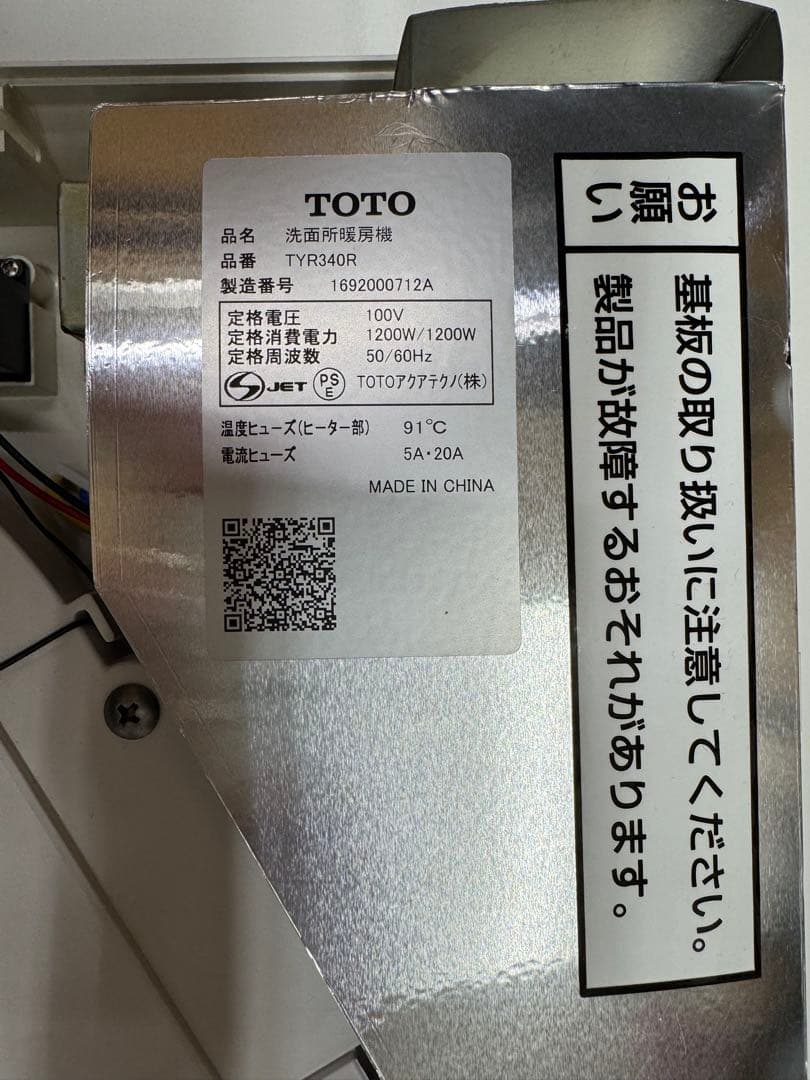 TOTO
品名 洗面所暖房機
品番 TYR340R
製造番号 1692000712A
定格電圧 100V
定格消費電力 1200W/1200W
定格周波数 50/60Hz
S JET PSE TOTOアクアテクノ(株)
温度ヒューズ(ヒーター部) 91℃
電流ヒューズ 5A・20A
MADE IN CHINA
お願い
基板の取り扱いに注意してください。
製品が故障するおそれがあります。